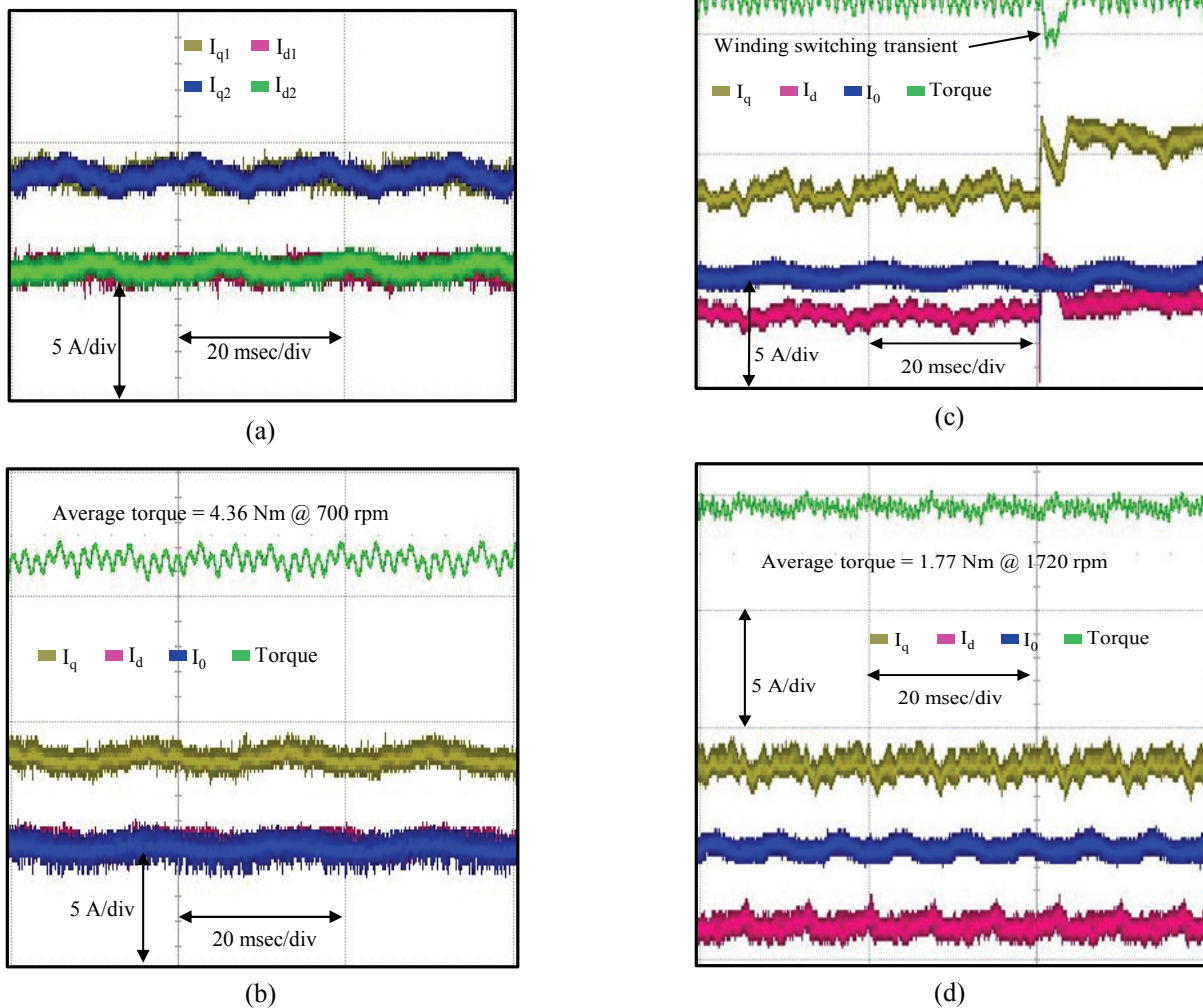 I_q1 I_d1
I_q2 I_d2
5 A/div
20 msec/div
(a)
Winding switching transient
I_q I_d I_0 Torque
5 A/div
20 msec/div
(c)
Average torque = 4.36 Nm @ 700 rpm
I_q I_d I_0 Torque
5 A/div
20 msec/div
(b)
Average torque = 1.77 Nm @ 1720 rpm
I_q I_d I_0 Torque
5 A/div
20 msec/div
(d)